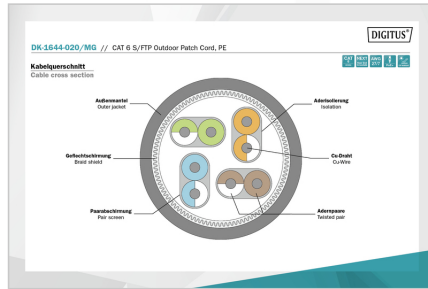 DIGITUS®
DK-1644-020/MG // CAT 6 S/FTP Outdoor Patch Cord, PE
Kabelquerschnitt
Cable cross section
Außenmantel
Outer jacket
Aderisolierung
Isolation
Geflechtschirmung
Braid shield
Cu-Draht
Cu-Wire
Paarabschirmung
Pair screen
Adernpaare
Twisted pair